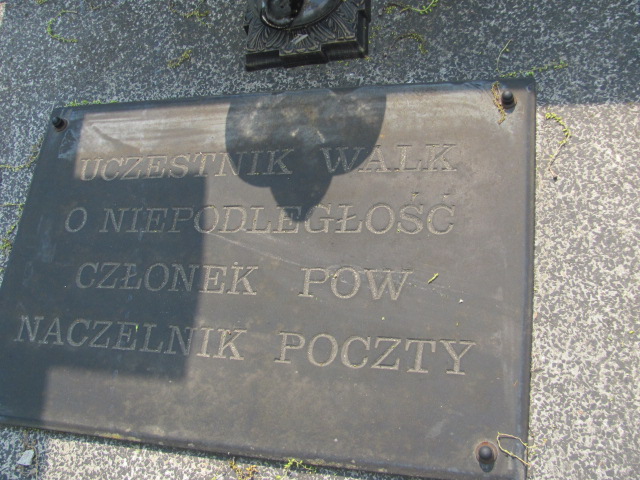 UCZESTNIK WALK
O NIEPODLEGŁOŚĆ
CZŁONEK POW
NACZELNIK POCZTY